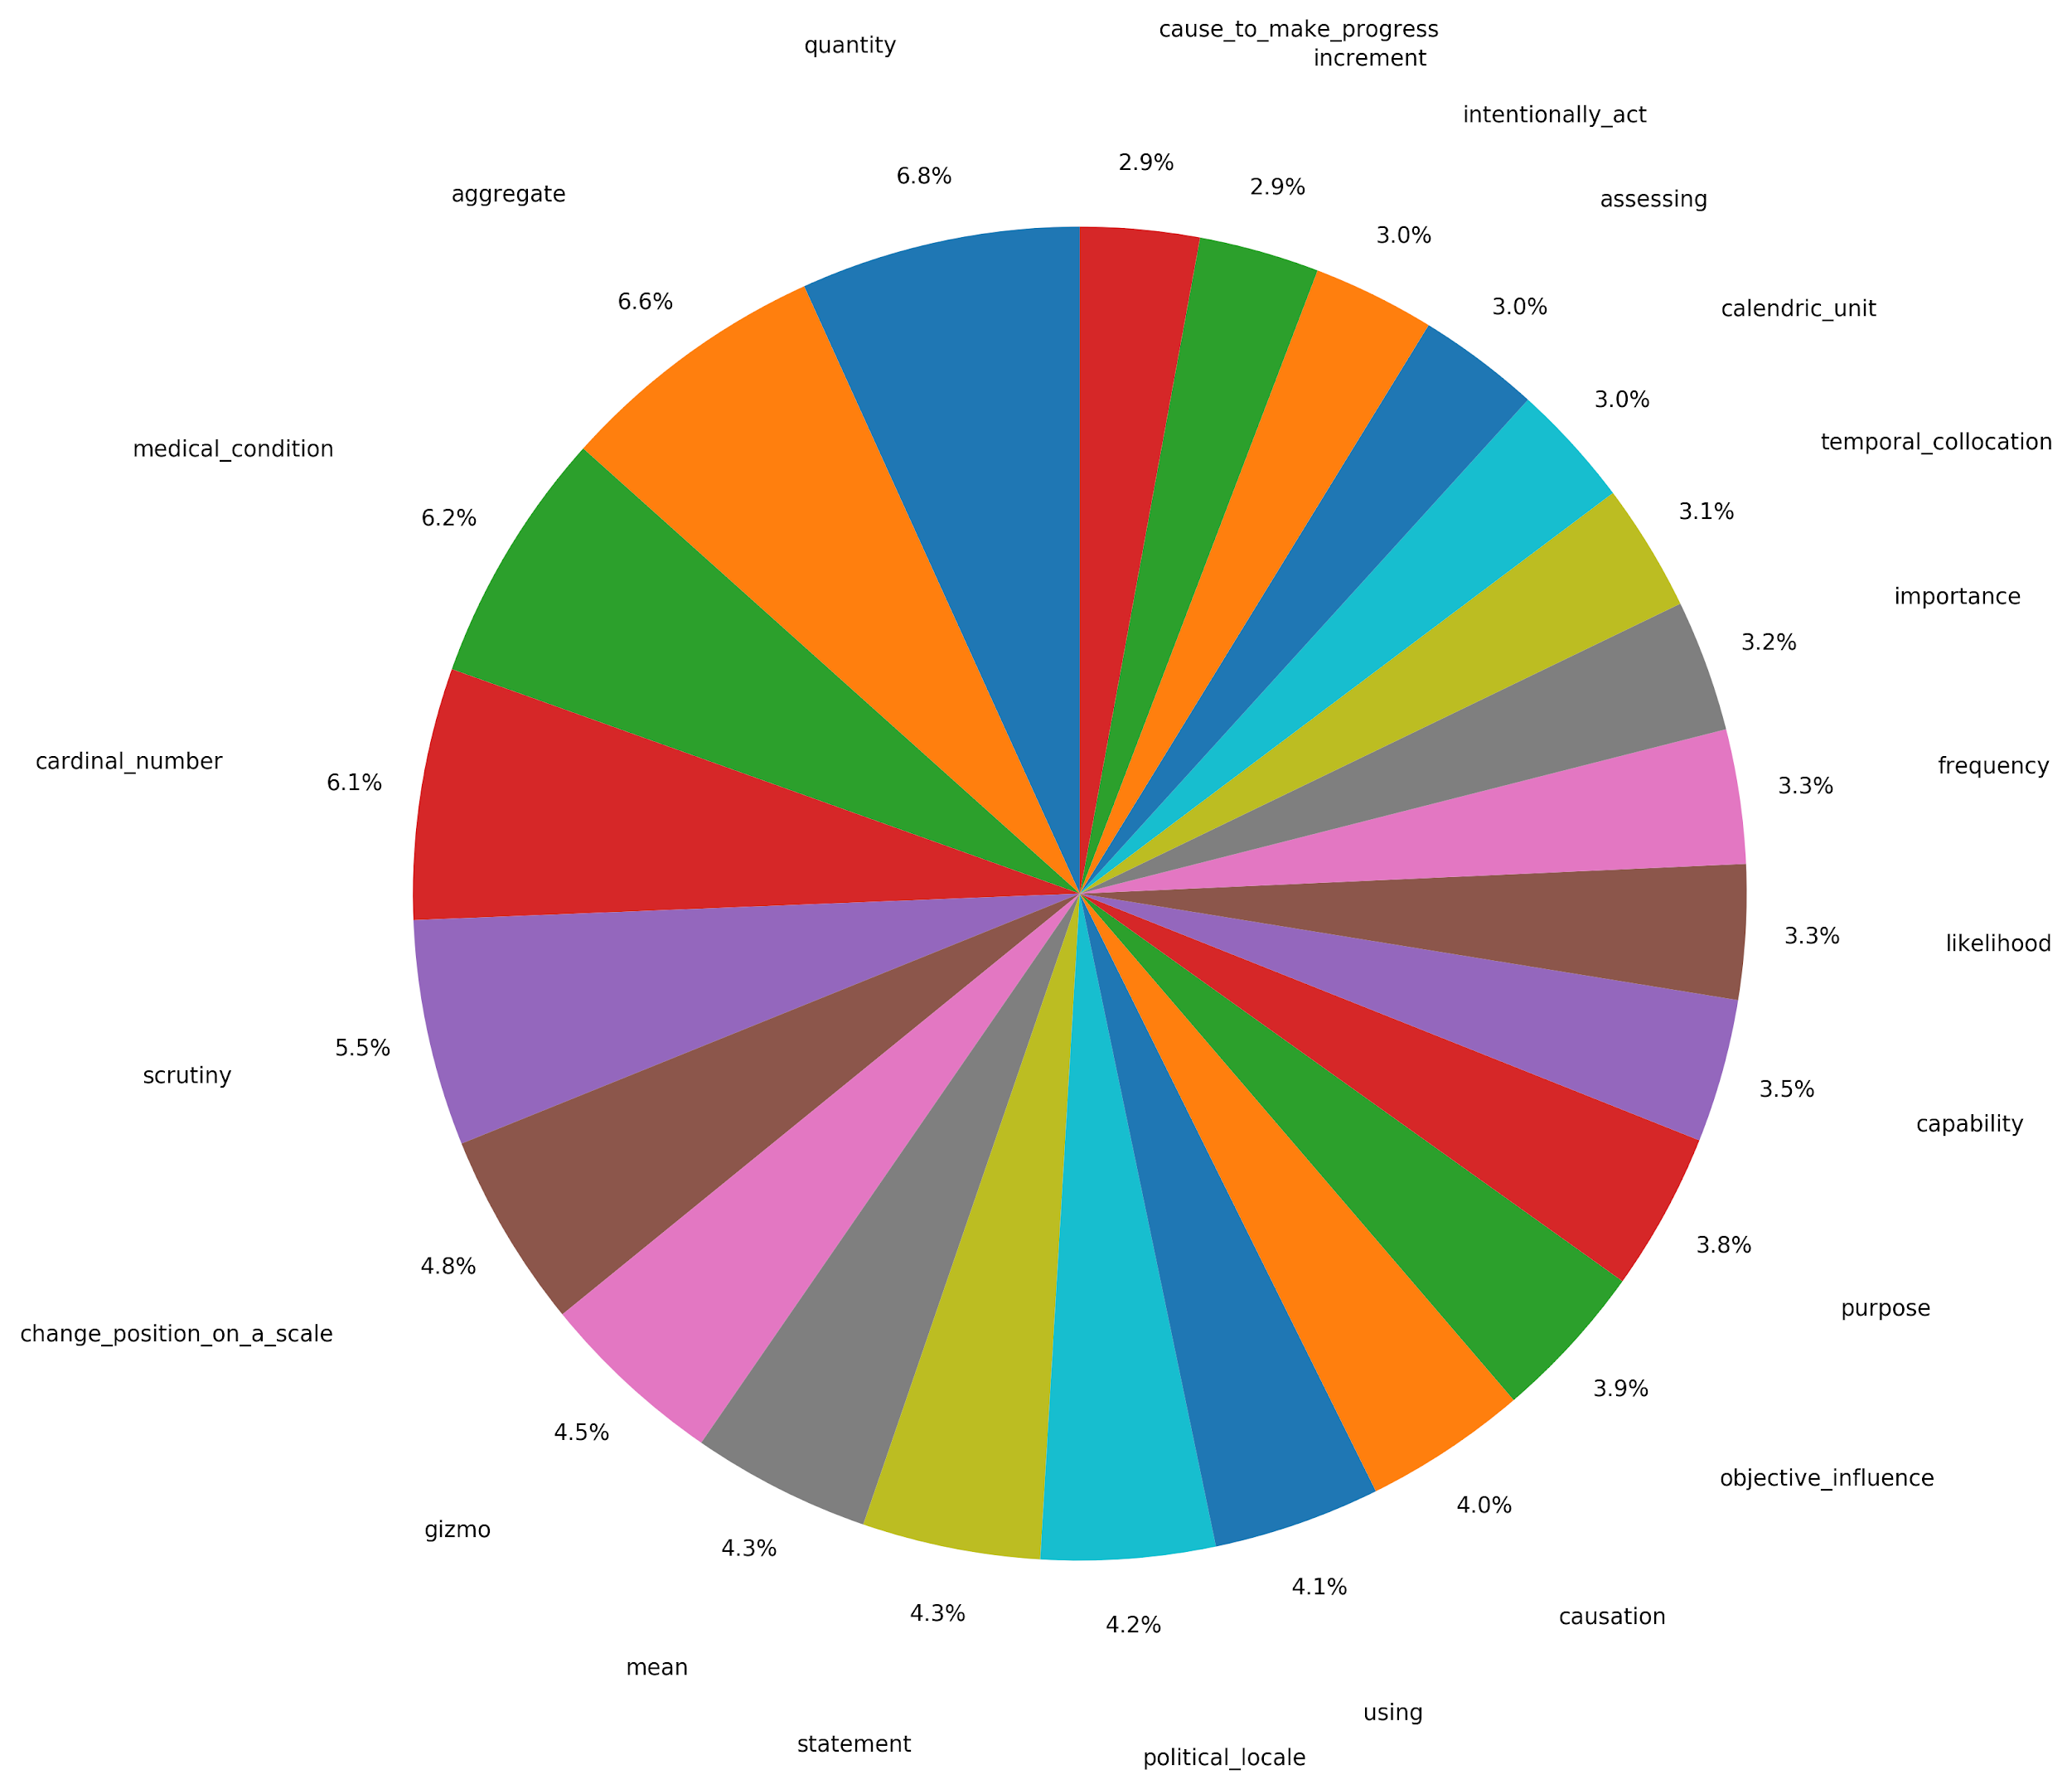 cause_to_make_progress
quantity
increment
intentionally_act
2.9%
6.8%
2.9%
aggregate
assessing
3.0%
6.6%
3.0%
calendric_unit
3.0%
temporal_collocation
medical_condition
3.1%
6.2%
importance
3.2%
cardinal_number
frequency
6.1%
3.3%
3.3%
likelihood
5.5%
scrutiny
3.5%
capability
3.8%
4.8%
purpose
change_position_on_a_scale
3.9%
4.5%
objective_influence
4.0%
gizmo
4.3%
4.1%
4.3%
causation
4.2%
mean
using
statement
political_locale